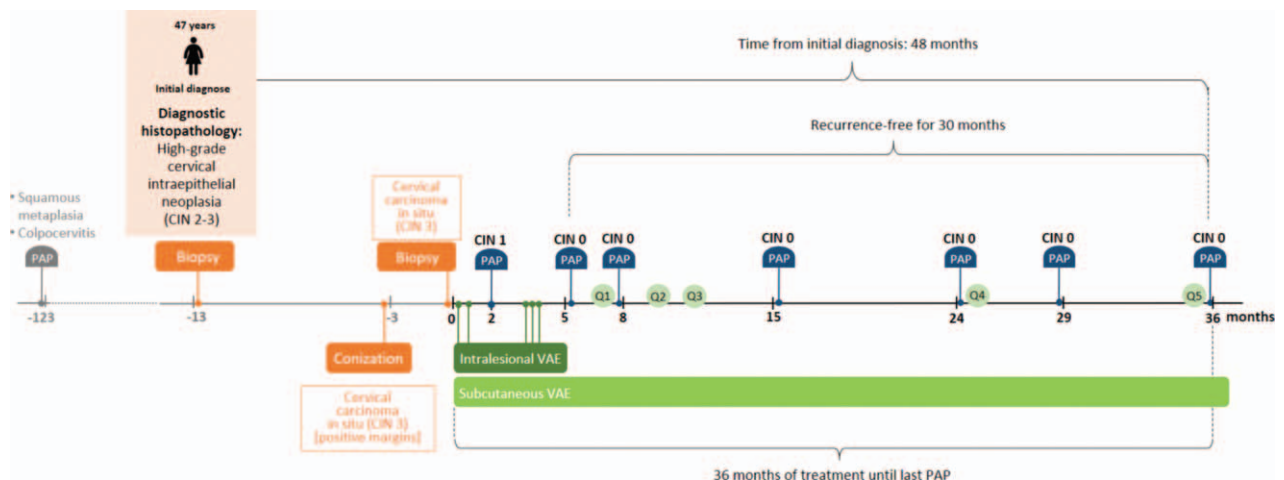 47 years
Initial diagnose
Diagnostic
histopathology:
High-grade
cervical
intraepithelial
neoplasia
(CIN 2-3)
Time from initial diagnosis: 48 months
Recurrence-free for 30 months
• Squamous
metaplasia
• Colpocervitis
Cervical
carcinoma
in situ
(CIN 3)
CIN 1
CIN 0
CIN 0
CIN 0
CIN 0
CIN 0
CIN 0
PAP
Biopsy
Biopsy
PAP
PAP
PAP
PAP
PAP
PAP
PAP
Q1
Q2
Q3
Q4
Q5
-123
-13
-3
0
2
5
8
15
24
29
36
months
Conization
Intralesional VAE
Subcutaneous VAE
Cervical
carcinoma
in situ (CIN 3)
[positive margins]
36 months of treatment until last PAP